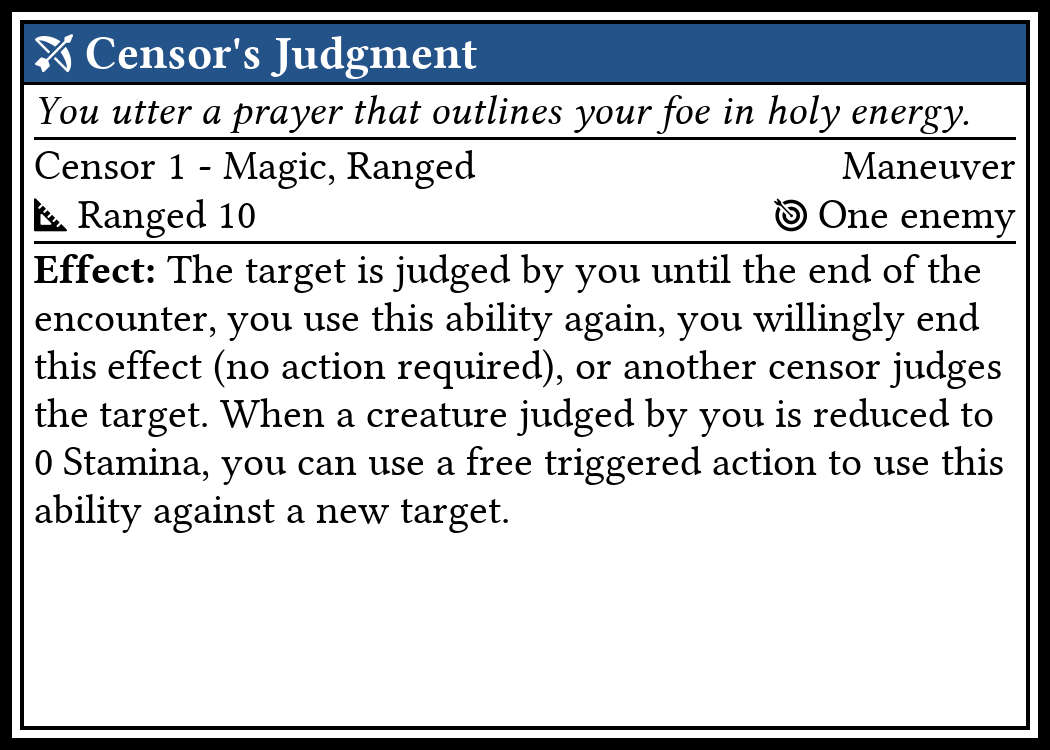 Censor's Judgment
You utter a prayer that outlines your foe in holy energy.
Censor 1 - Magic, Ranged Maneuver
Ranged 10 One enemy
Effect: The target is judged by you until the end of the
encounter, you use this ability again, you willingly end
this effect (no action required), or another censor judges
the target. When a creature judged by you is reduced to
0 Stamina, you can use a free triggered action to use this
ability against a new target.